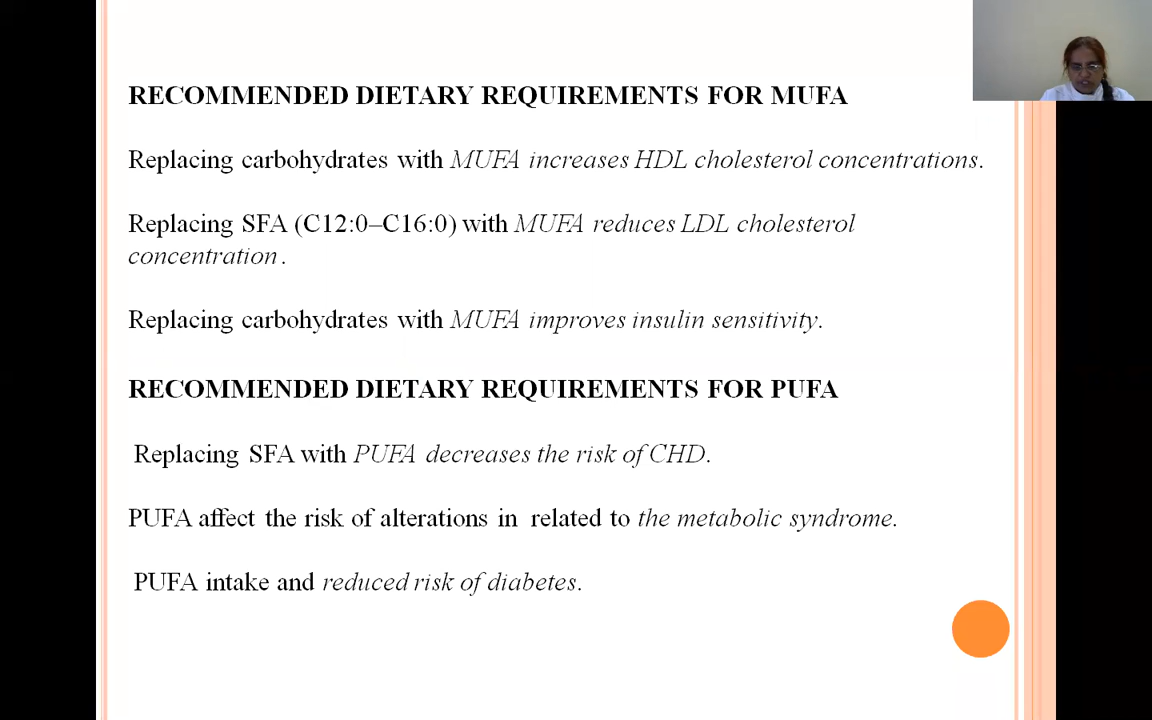 RECOMMENDED DIETARY REQUIREMENTS FOR MUFA
Replacing carbohydrates with MUFA increases HDL cholesterol concentrations.
Replacing SFA (C12:0–C16:0) with MUFA reduces LDL cholesterol
concentration .
Replacing carbohydrates with MUFA improves insulin sensitivity.
RECOMMENDED DIETARY REQUIREMENTS FOR PUFA
Replacing SFA with PUFA decreases the risk of CHD.
PUFA affect the risk of alterations in related to the metabolic syndrome.
PUFA intake and reduced risk of diabetes.